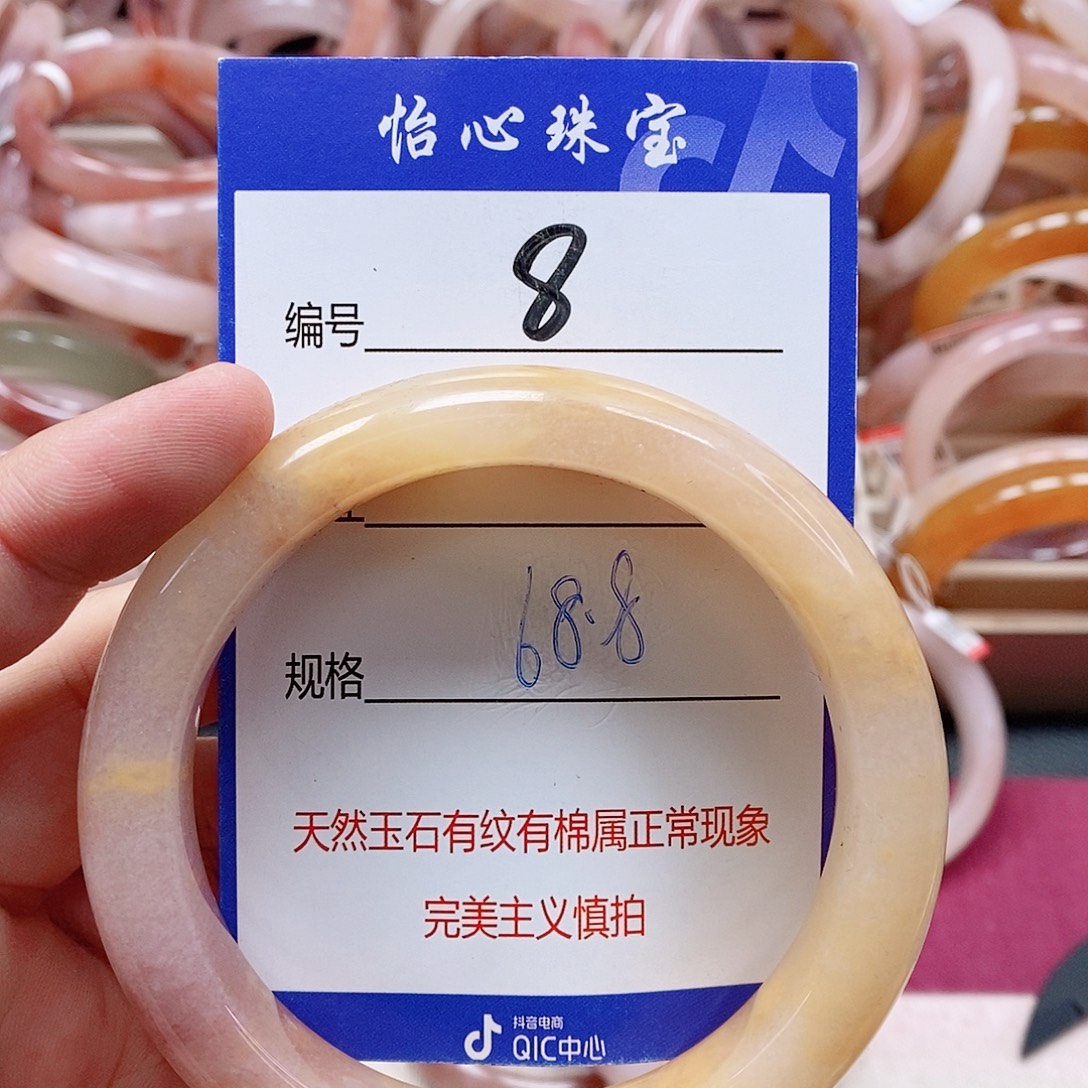 怡心珠宝
编号 8
规格 68.8
天然玉石有纹有棉属正常现象
完美主义慎拍
抖音电商
QIC中心